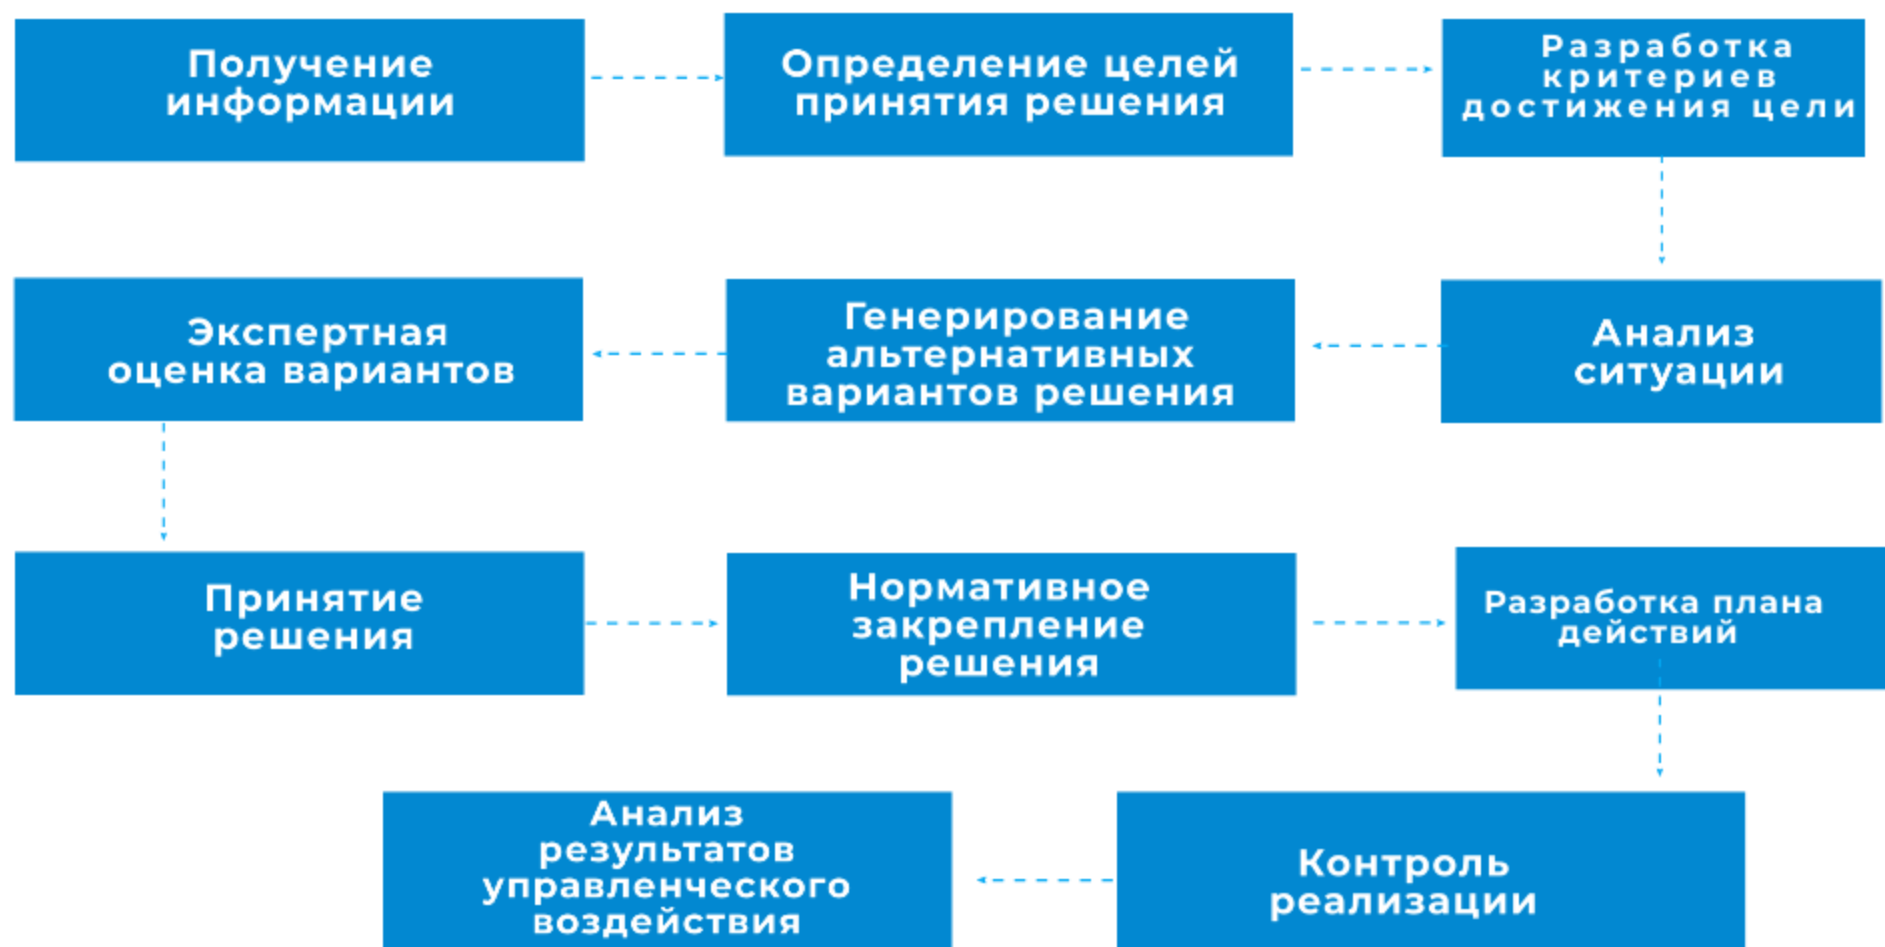 Получение
информации
Определение целей
принятия решения
Разработка
критериев
достижения цели
Анализ
ситуации
Генерирование
альтернативных
вариантов решения
Экспертная
оценка вариантов
Принятие
решения
Нормативное
закрепление
решения
Разработка плана
действий
Контроль
реализации
Анализ
результатов
управленческого
воздействия